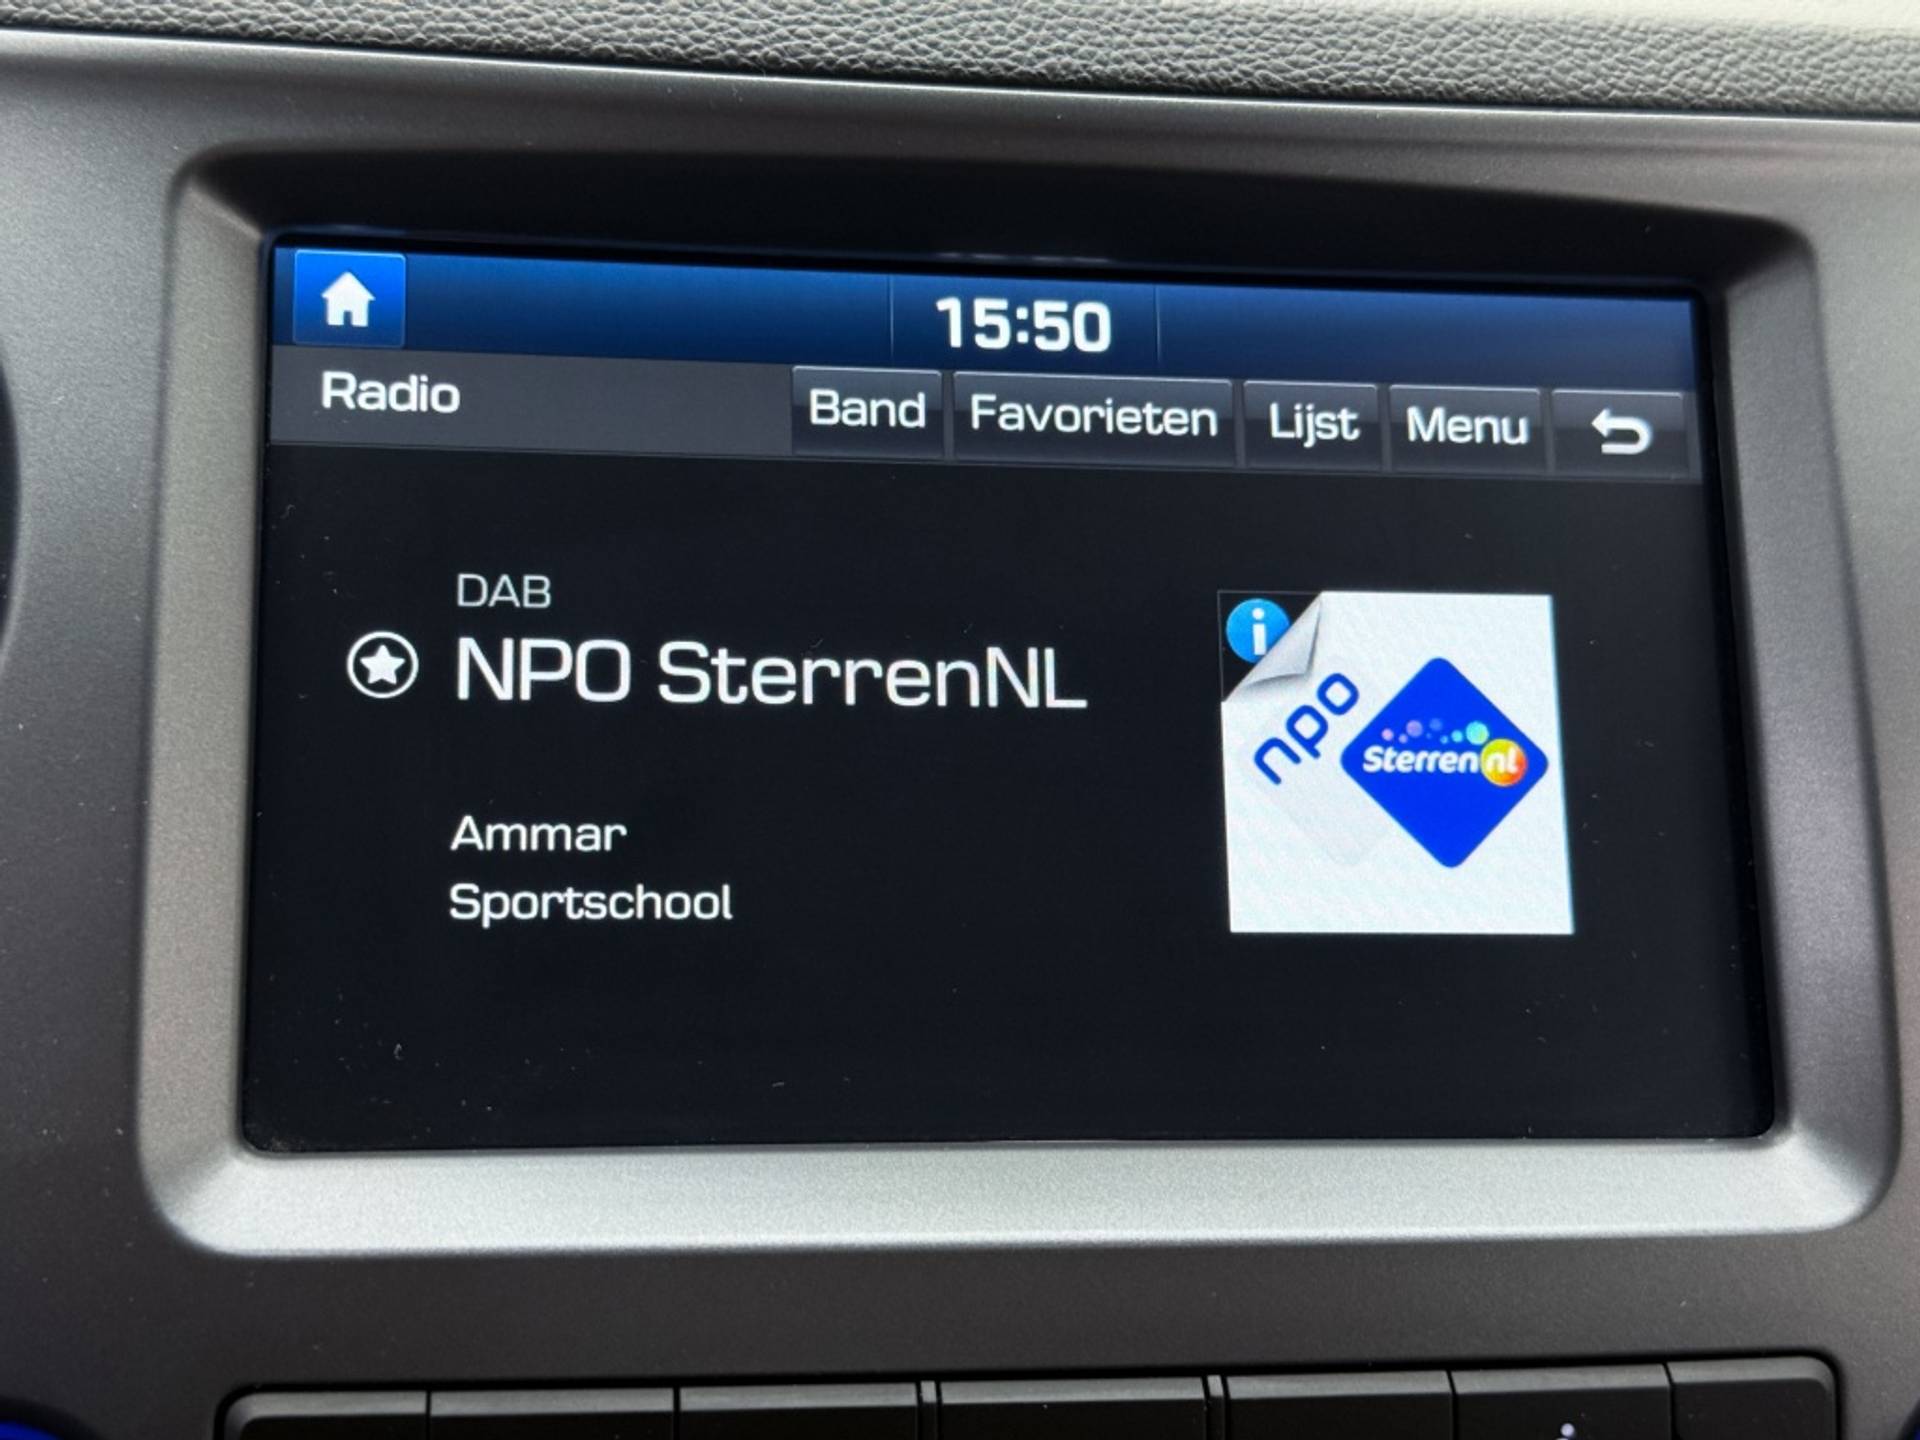 15:50
Radio
Band
Favorieten
Lijst
Menu
DAB
NPO SterrenNL
i
npo
Sterren nl
Ammar
Sportschool